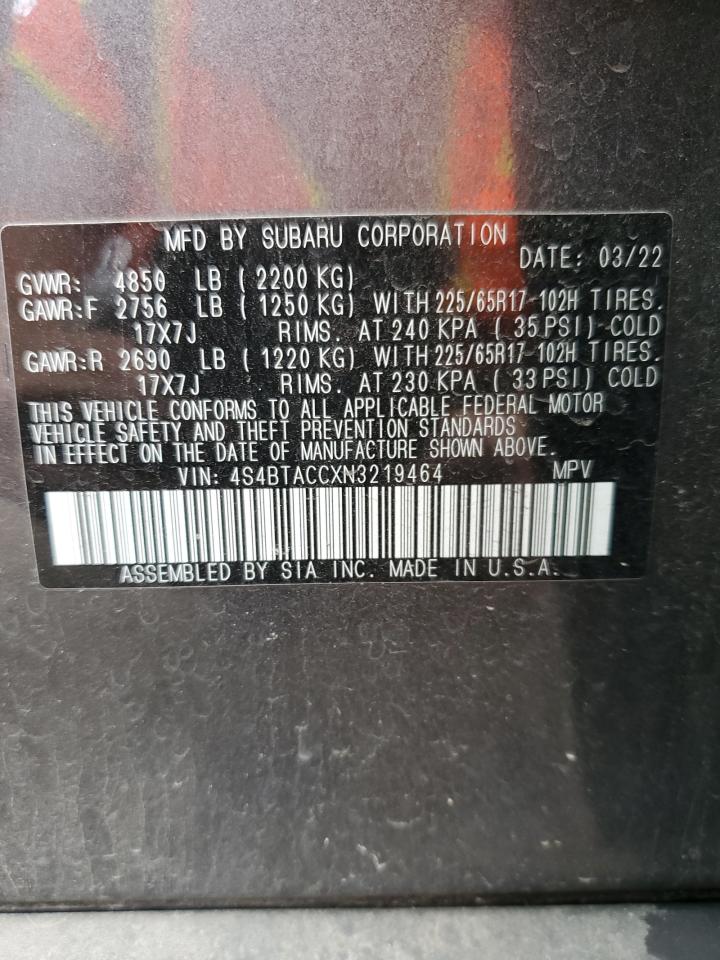 MFD BY SUBARU CORPORATION
DATE: 03/22
GVWR: 4850 LB ( 2200 KG)
GAWR:F 2756 LB ( 1250 KG) WITH 225/65R17-102H TIRES.
17X7J RIMS. AT 240 KPA ( 35 PSI) COLD
GAWR:R 2690 LB ( 1220 KG) WITH 225/65R17-102H TIRES.
17X7J RIMS. AT 230 KPA ( 33 PSI) COLD
THIS VEHICLE CONFORMS TO ALL APPLICABLE FEDERAL MOTOR
VEHICLE SAFETY AND THEFT PREVENTION STANDARDS
IN EFFECT ON THE DATE OF MANUFACTURE SHOWN ABOVE.
VIN: 4S4BTACCXN3219464 MPV
ASSEMBLED BY SIA INC. MADE IN U.S.A.